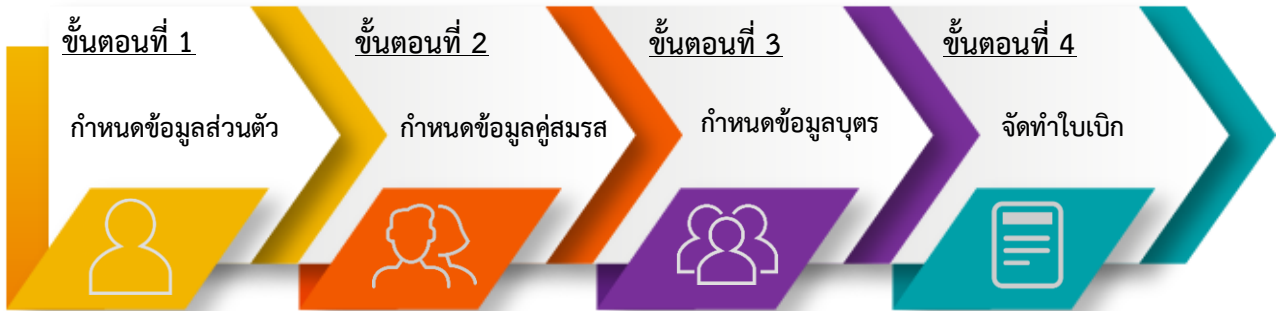 ขั้นตอนที่ 1
กำหนดข้อมูลส่วนตัว
ขั้นตอนที่ 2
กำหนดข้อมูลคู่สมรส
ขั้นตอนที่ 3
กำหนดข้อมูลบุตร
ขั้นตอนที่ 4
จัดทำใบเบิก